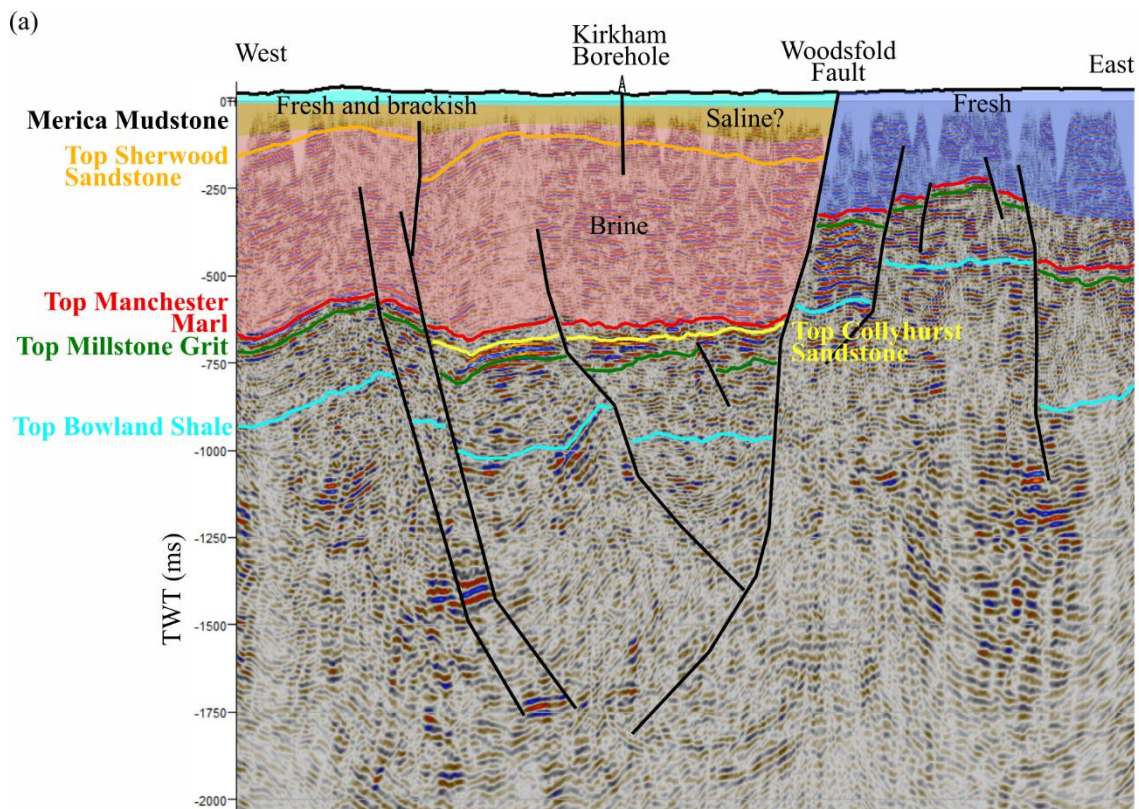 (a)
West
Kirkham
Borehole
Woodsfold
Fault
East
Fresh and brackish
Saline?
Fresh
Merica Mudstone
Top Sherwood
Sandstone
-250
Brine
-500
Top Manchester
Marl
Top Millstone Grit
Top Collyhurst
Sandstone
-750
Top Bowland Shale
-1000
-1250
TWT (ms)
-1500
-1750
-2000